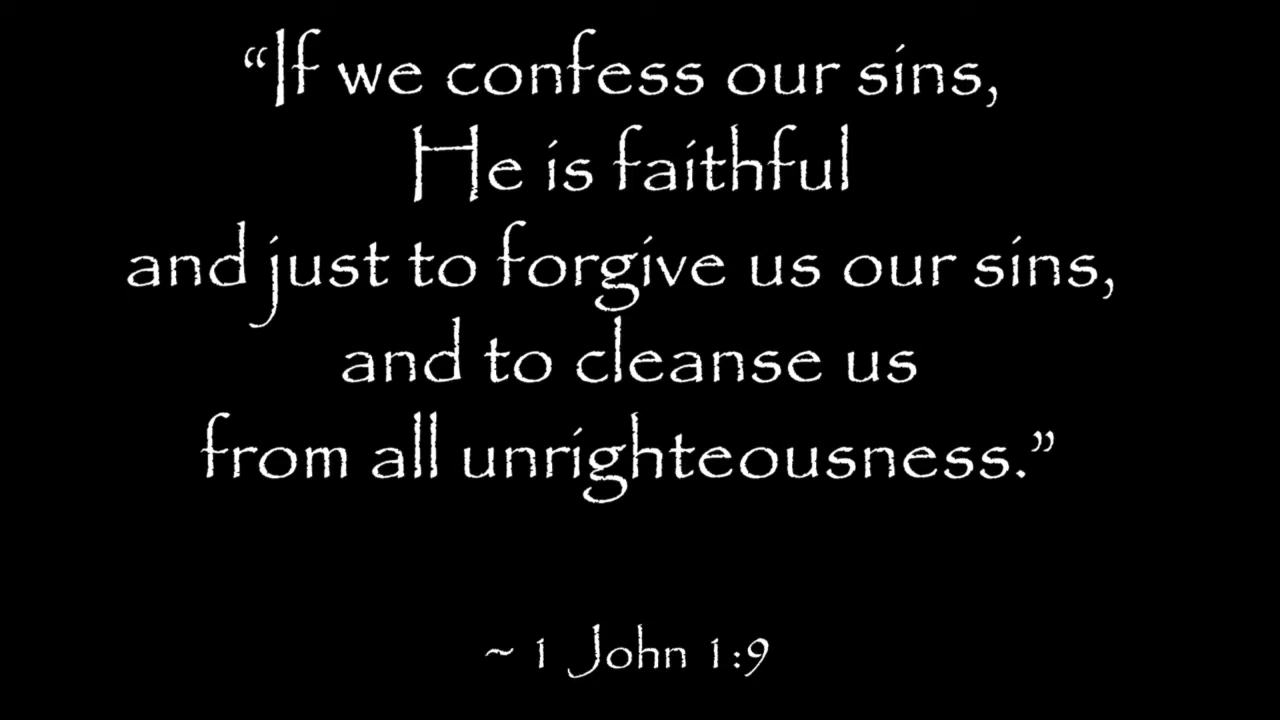 “If we confess our sins,
He is faithful
and just to forgive us our sins,
and to cleanse us
from all unrighteousness.”
~ 1 John 1:9